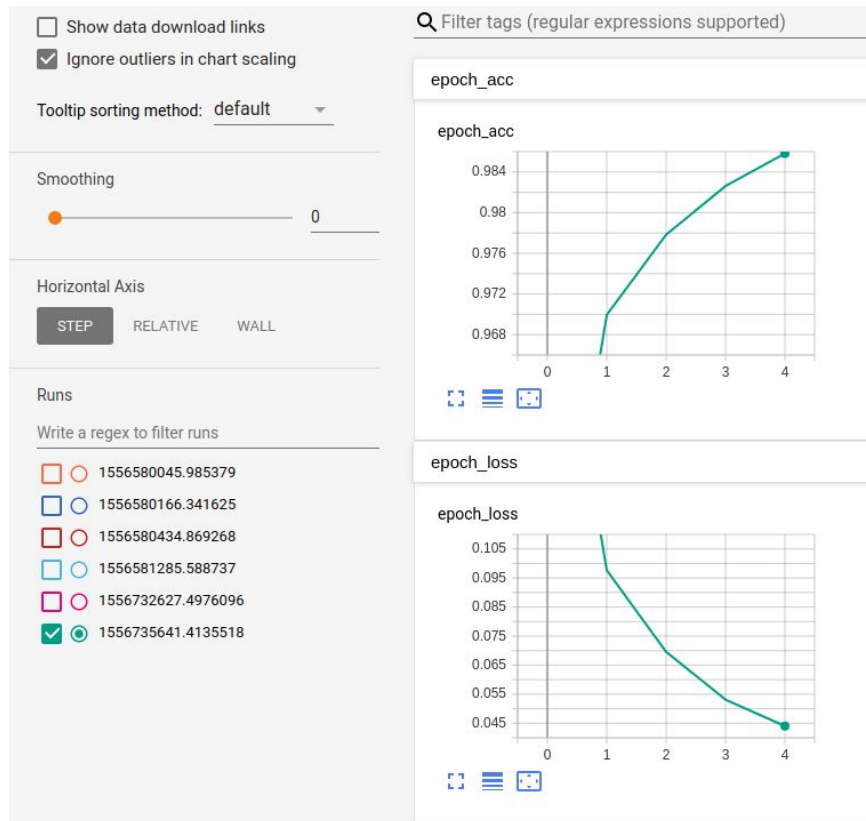 Show data download links
Ignore outliers in chart scaling
Tooltip sorting method: default
Smoothing
0
Horizontal Axis
STEP RELATIVE WALL
Runs
Write a regex to filter runs
1556580045.985379
1556580166.341625
1556580434.869268
1556581285.588737
1556732627.4976096
1556735641.4135518
Filter tags (regular expressions supported)
epoch_acc
epoch_acc
0.984
0.98
0.976
0.972
0.968
0 1 2 3 4
epoch_loss
epoch_loss
0.105
0.095
0.085
0.075
0.065
0.055
0.045
0 1 2 3 4